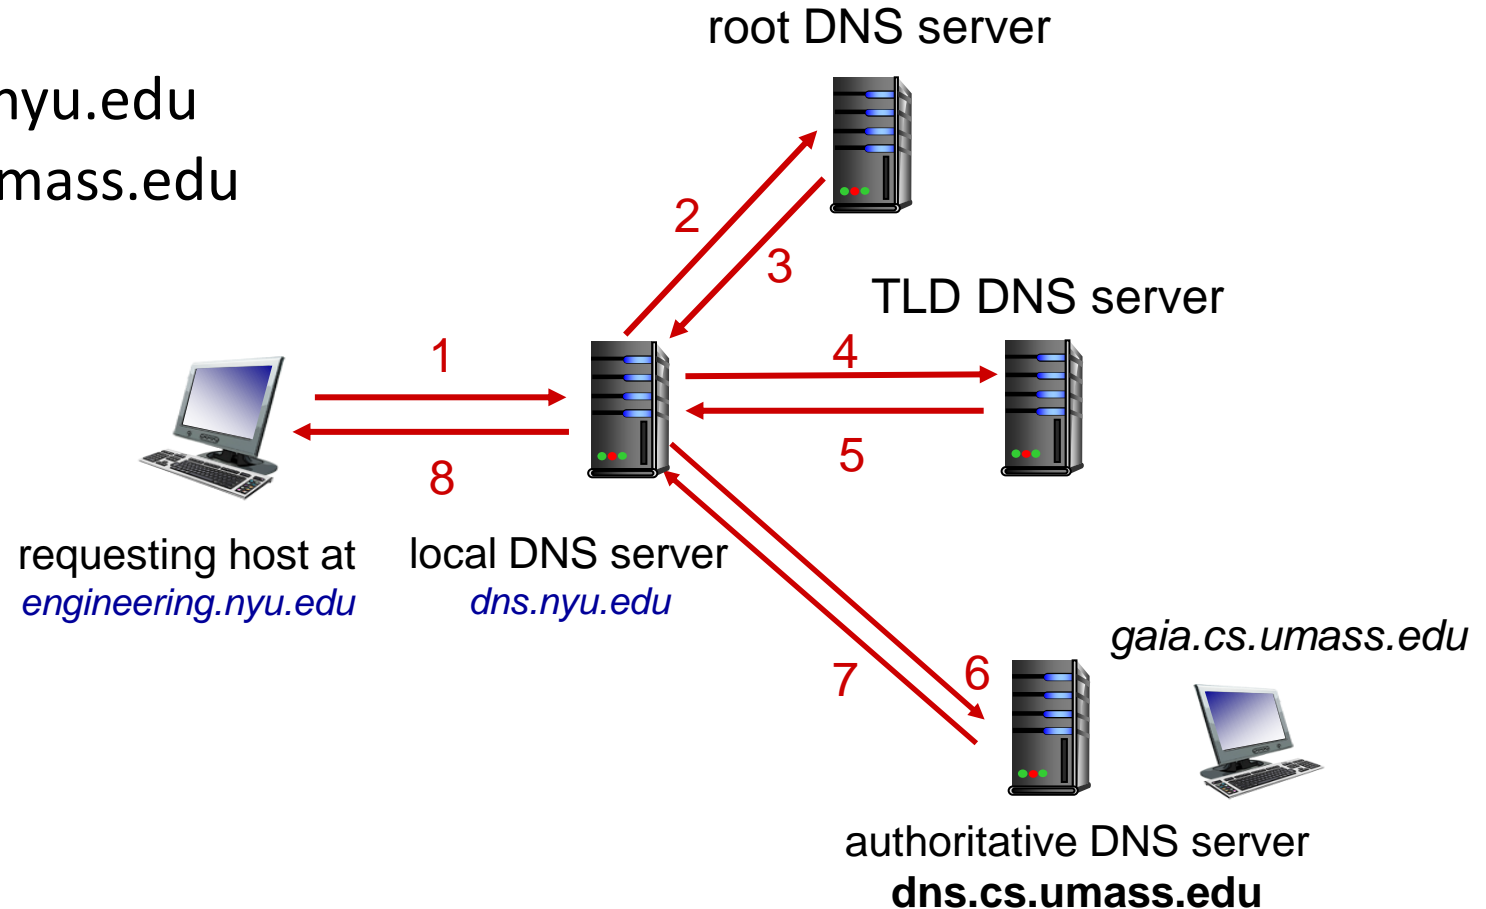 root DNS server
nyu.edu
mass.edu
2
3
TLD DNS server
1
4
5
8
requesting host at
engineering.nyu.edu
local DNS server
dns.nyu.edu
gaia.cs.umass.edu
6
7
authoritative DNS server
dns.cs.umass.edu